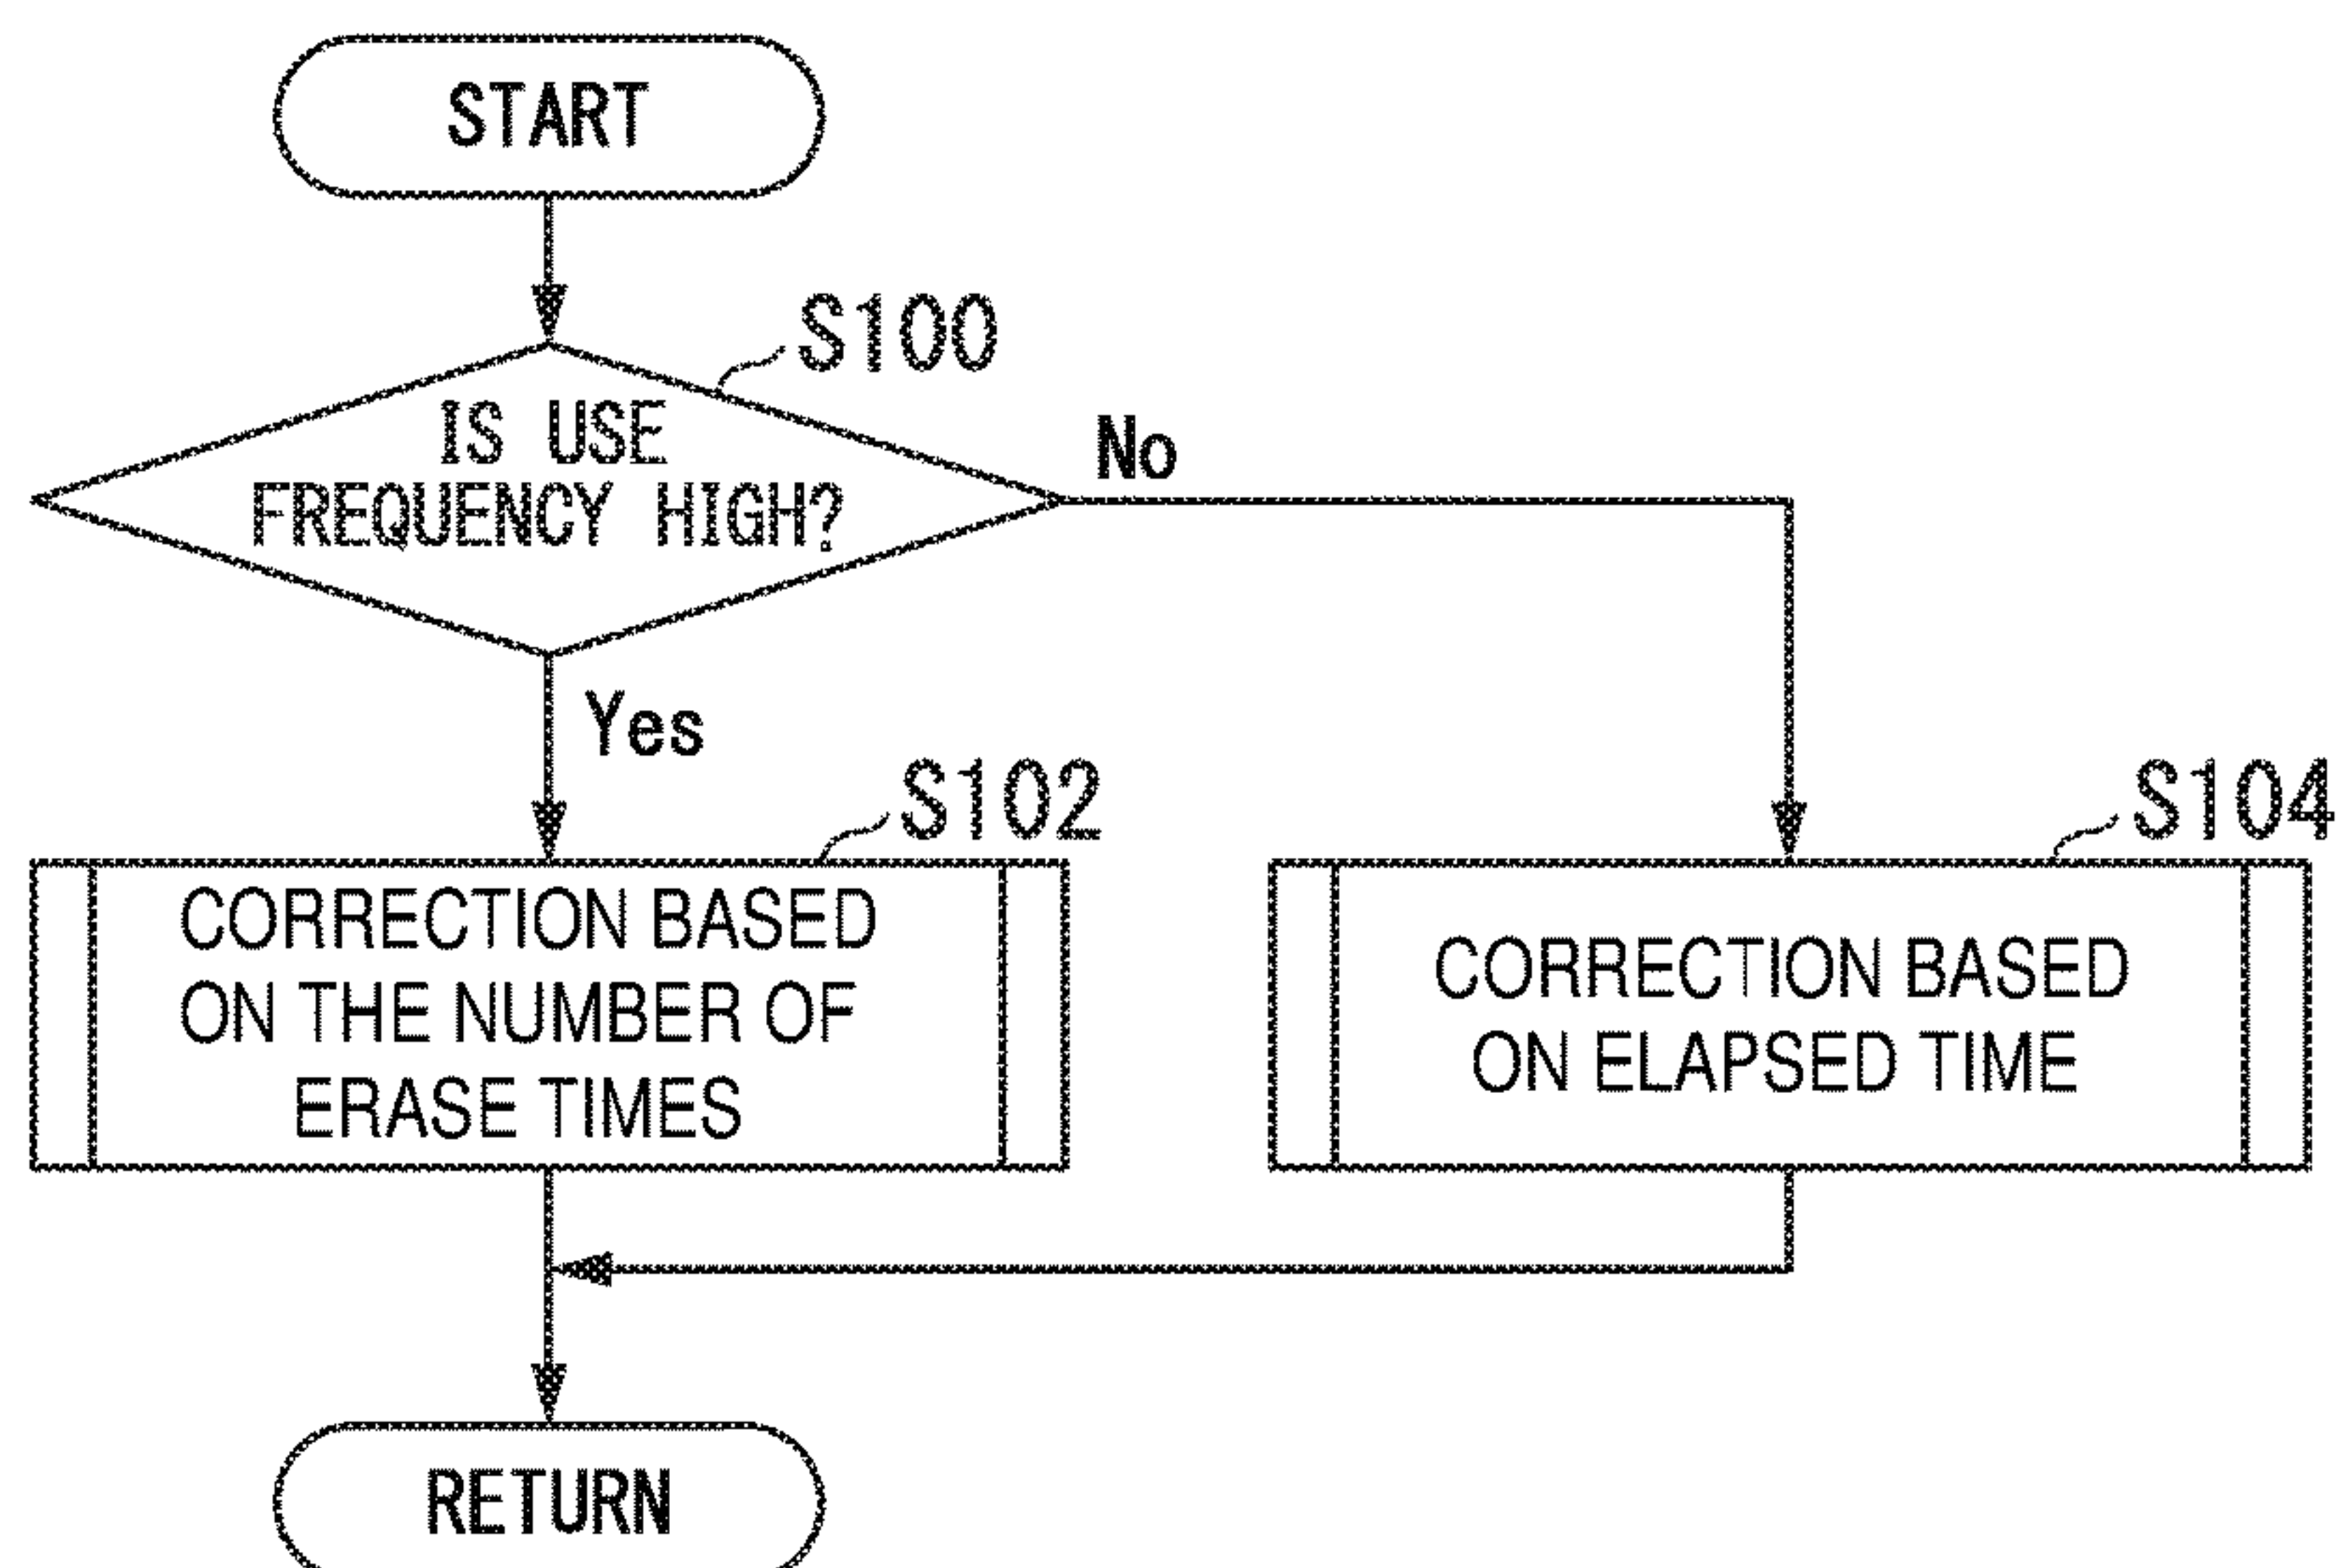 START
S100
IS USE
FREQUENCY HIGH?
No
Yes
S102
CORRECTION BASED
ON THE NUMBER OF
ERASE TIMES
S104
CORRECTION BASED
ON ELAPSED TIME
RETURN